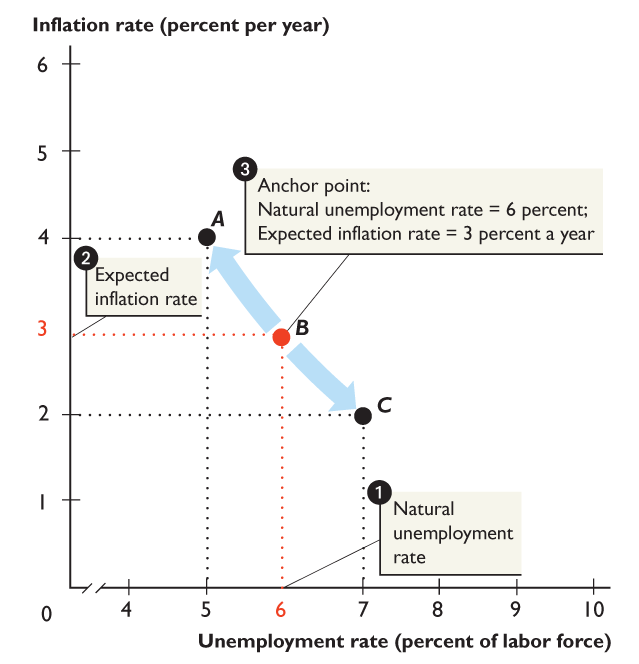 Inflation rate (percent per year)
6
5
3
Anchor point:
Natural unemployment rate = 6 percent;
Expected inflation rate = 3 percent a year
A
4
2
Expected
inflation rate
3
B
C
2
1
1
Natural
unemployment
rate
0
4
5
6
7
8
9
10
Unemployment rate (percent of labor force)